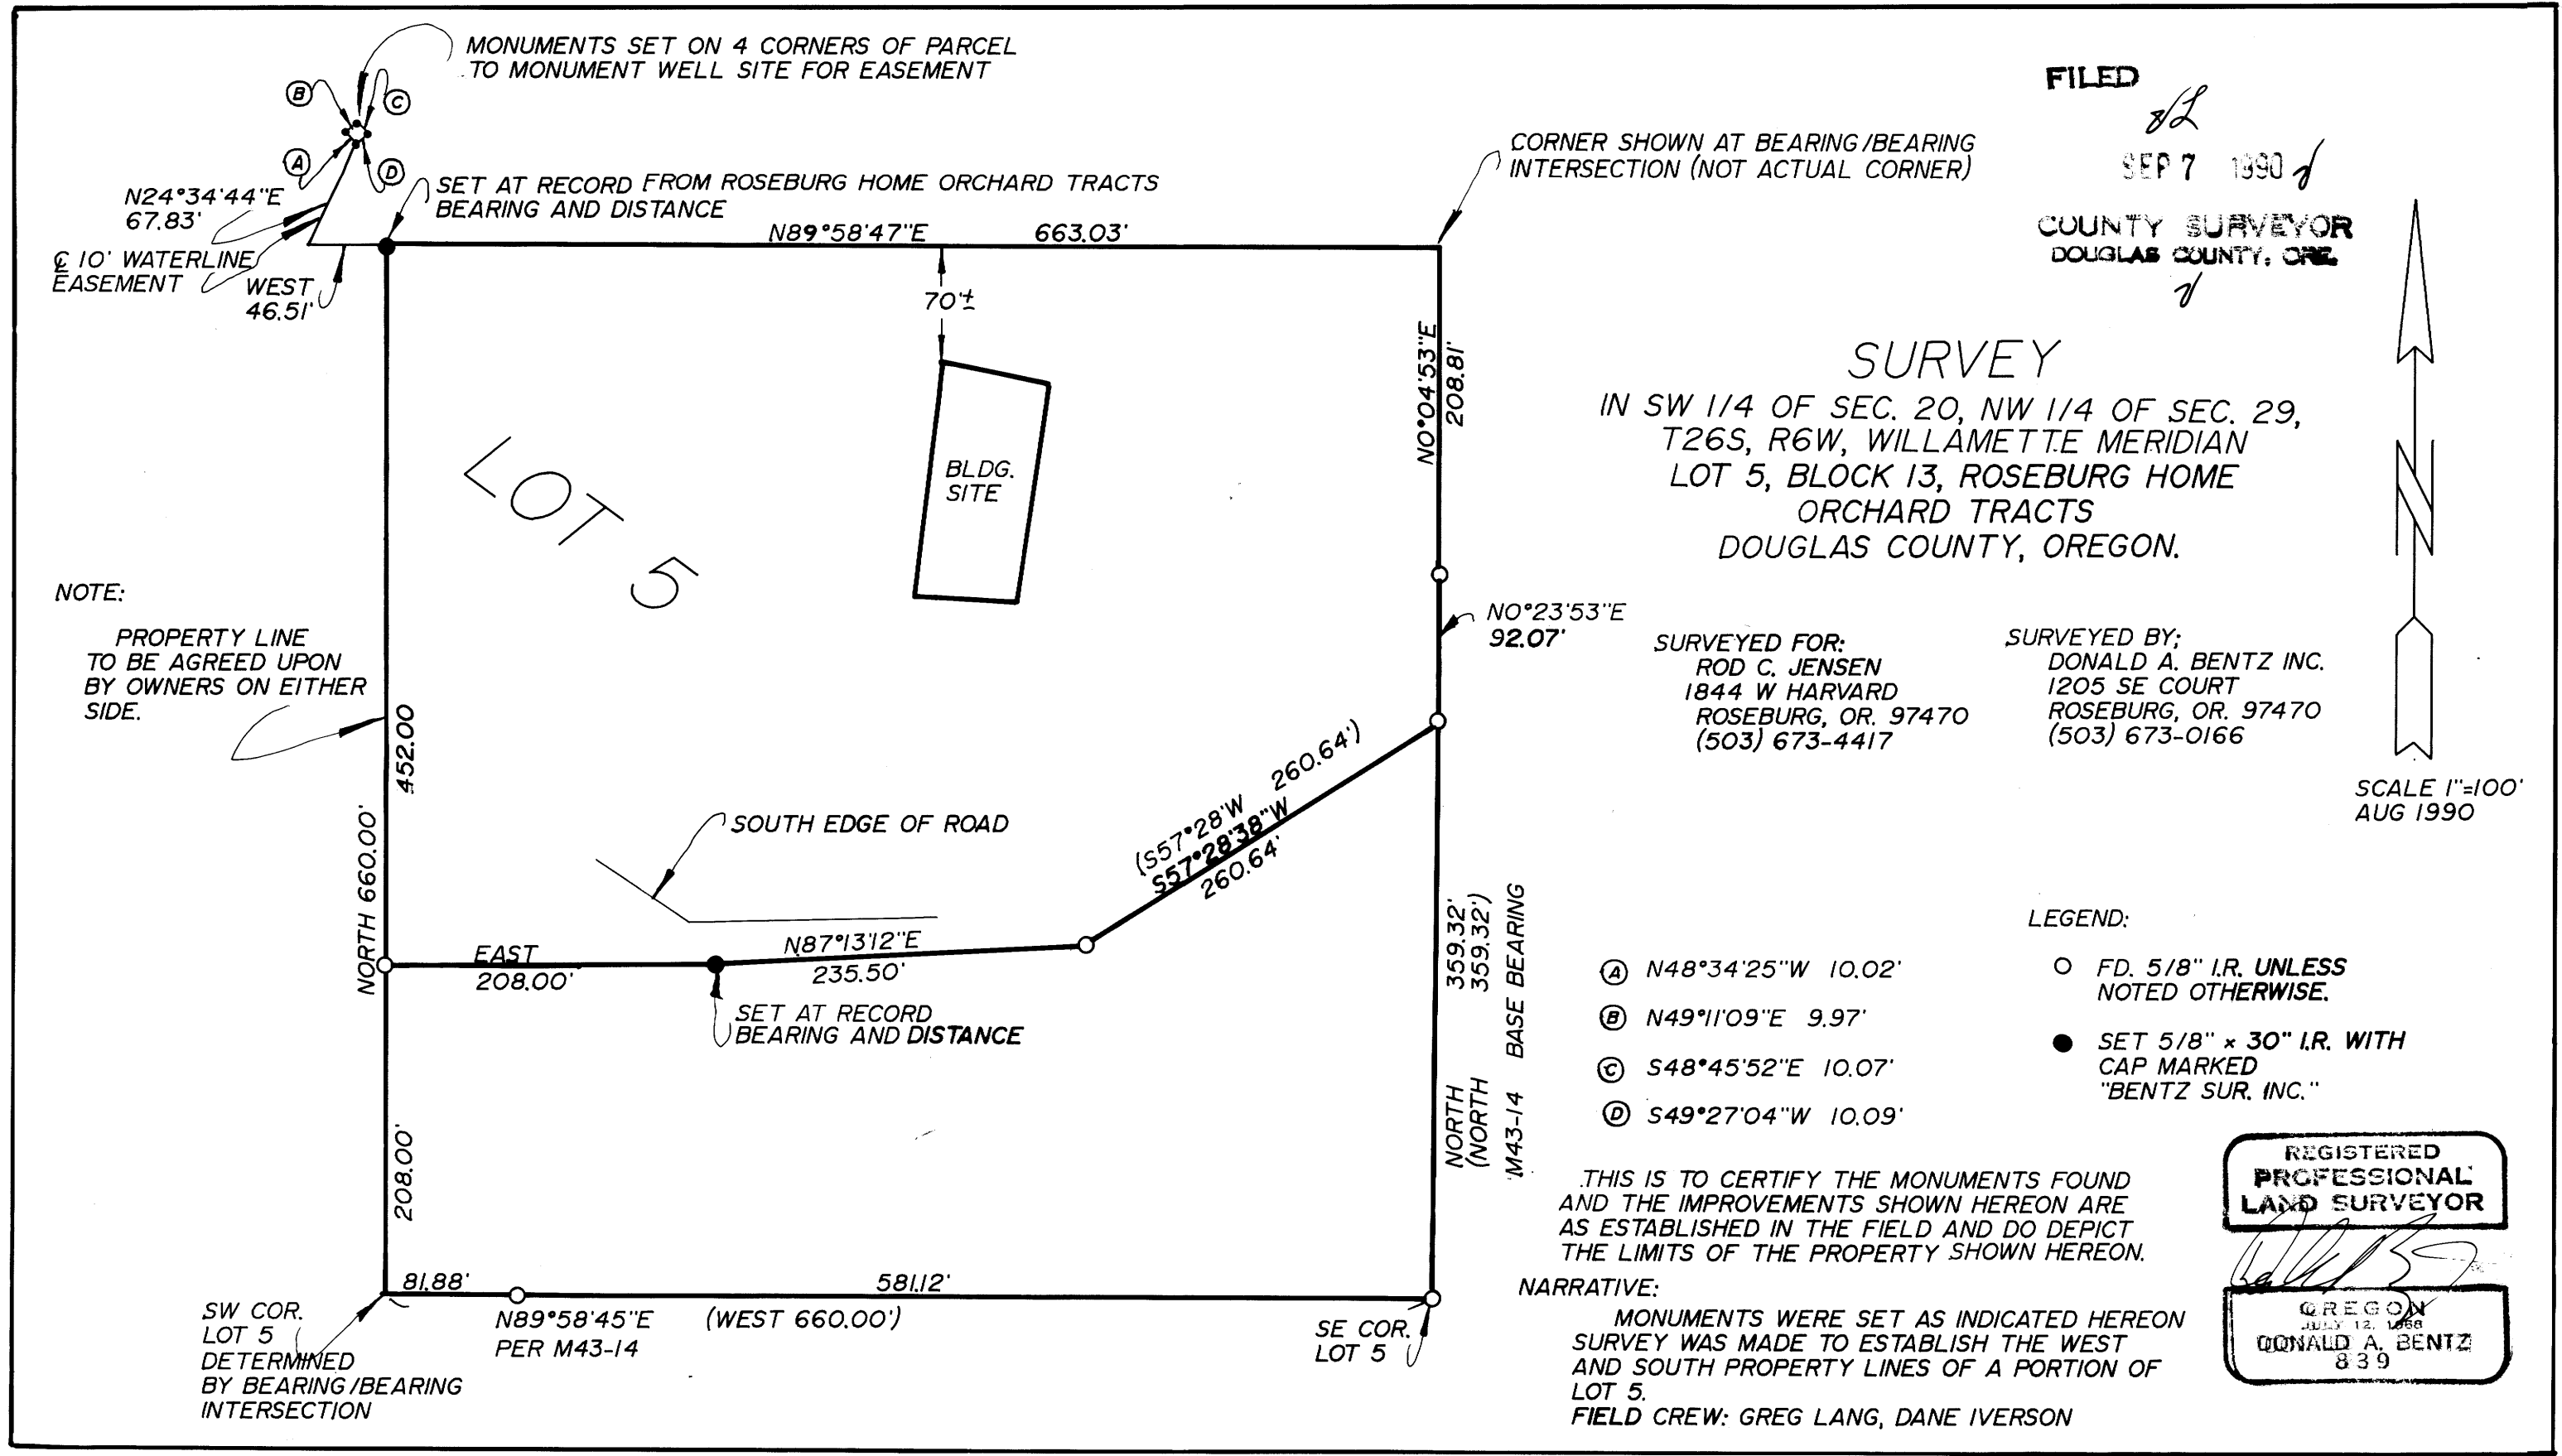 MONUMENTS SET ON 4 CORNERS OF PARCEL
TO MONUMENT WELL SITE FOR EASEMENT
B
C
A
D
N24°34'44"E
67.83'
℄ 10' WATERLINE
EASEMENT
WEST
46.51'
SET AT RECORD FROM ROSEBURG HOME ORCHARD TRACTS
BEARING AND DISTANCE
N89°58'47"E 663.03'
CORNER SHOWN AT BEARING/BEARING
INTERSECTION (NOT ACTUAL CORNER)
FILED
SEP 7 1990
COUNTY SURVEYOR
DOUGLAS COUNTY, ORE.
70'±
BLDG.
SITE
LOT 5
N0°04'53"E
208.81'
SURVEY
IN SW 1/4 OF SEC. 20, NW 1/4 OF SEC. 29,
T26S, R6W, WILLAMETTE MERIDIAN
LOT 5, BLOCK 13, ROSEBURG HOME
ORCHARD TRACTS
DOUGLAS COUNTY, OREGON.
N
NOTE:
PROPERTY LINE
TO BE AGREED UPON
BY OWNERS ON EITHER
SIDE.
452.00
NORTH 660.00'
N0°23'53"E
92.07'
SURVEYED FOR:
ROD C. JENSEN
1844 W HARVARD
ROSEBURG, OR. 97470
(503) 673-4417
SURVEYED BY;
DONALD A. BENTZ INC.
1205 SE COURT
ROSEBURG, OR. 97470
(503) 673-0166
SCALE 1"=100'
AUG 1990
SOUTH EDGE OF ROAD
(S57°28'W 260.64')
S57°28'38"W
260.64'
EAST
208.00'
N87°13'12"E
235.50'
SET AT RECORD
BEARING AND DISTANCE
NORTH 359.32'
(NORTH 359.32')
M43-14 BASE BEARING
A N48°34'25"W 10.02'
B N49°11'09"E 9.97'
C S48°45'52"E 10.07'
D S49°27'04"W 10.09'
LEGEND:
FD. 5/8" I.R. UNLESS
NOTED OTHERWISE.
SET 5/8" x 30" I.R. WITH
CAP MARKED
"BENTZ SUR. INC."
208.00'
81.88'
581.12'
N89°58'45"E (WEST 660.00')
PER M43-14
SW COR.
LOT 5
DETERMINED
BY BEARING/BEARING
INTERSECTION
SE COR.
LOT 5
THIS IS TO CERTIFY THE MONUMENTS FOUND
AND THE IMPROVEMENTS SHOWN HEREON ARE
AS ESTABLISHED IN THE FIELD AND DO DEPICT
THE LIMITS OF THE PROPERTY SHOWN HEREON.
NARRATIVE:
MONUMENTS WERE SET AS INDICATED HEREON
SURVEY WAS MADE TO ESTABLISH THE WEST
AND SOUTH PROPERTY LINES OF A PORTION OF
LOT 5.
FIELD CREW: GREG LANG, DANE IVERSON
REGISTERED
PROFESSIONAL
LAND SURVEYOR
OREGON
JULY 12, 1968
DONALD A. BENTZ
839